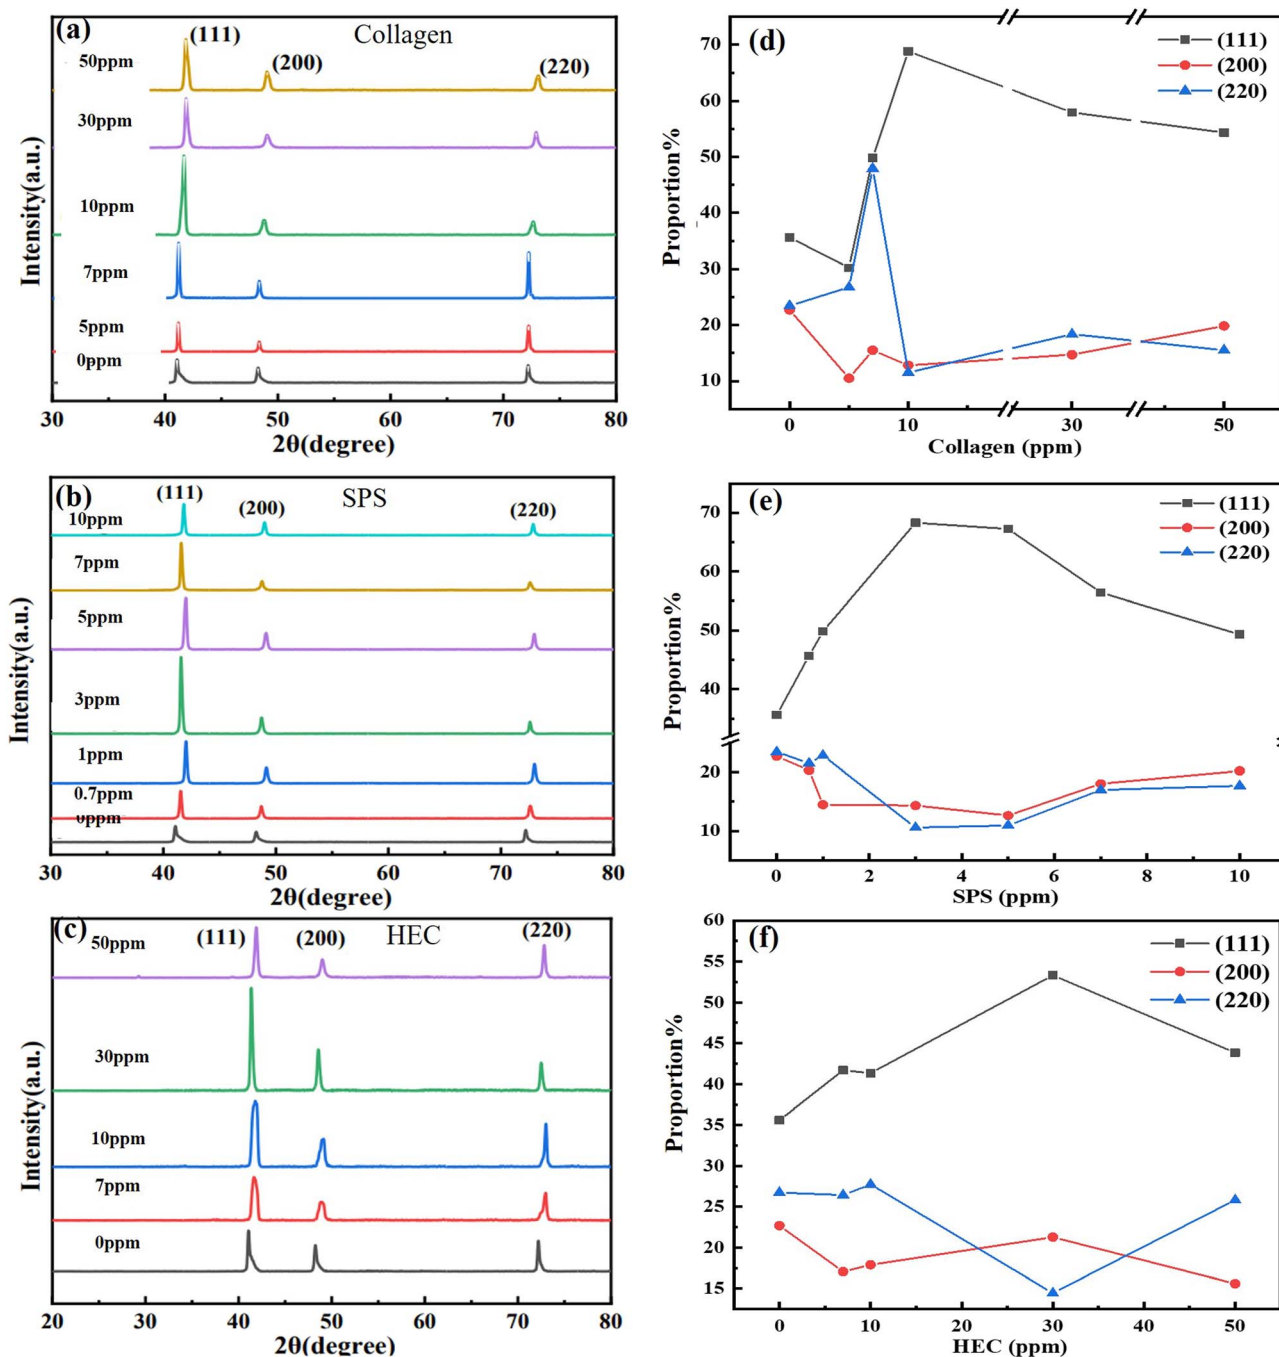 (a)
Collagen
(111)
(200)
(220)
50ppm
30ppm
10ppm
7ppm
5ppm
0ppm
Intensity(a.u.)
30 40 50 60 70 80
2θ(degree)
(d)
(111)
(200)
(220)
70
60
50
40
30
20
10
Proportion%
0 10 30 50
Collagen (ppm)
(b)
SPS
(111)
(200)
(220)
10ppm
7ppm
5ppm
3ppm
1ppm
0.7ppm
0ppm
Intensity(a.u.)
30 40 50 60 70 80
2θ(degree)
(e)
(111)
(200)
(220)
70
60
50
40
20
10
Proportion%
0 2 4 6 8 10
SPS (ppm)
(c)
HEC
(111)
(200)
(220)
50ppm
30ppm
10ppm
7ppm
0ppm
Intensity(a.u.)
20 30 40 50 60 70 80
2θ(degree)
(f)
(111)
(200)
(220)
60
55
50
45
40
35
30
25
20
15
Proportion%
0 10 20 30 40 50
HEC (ppm)